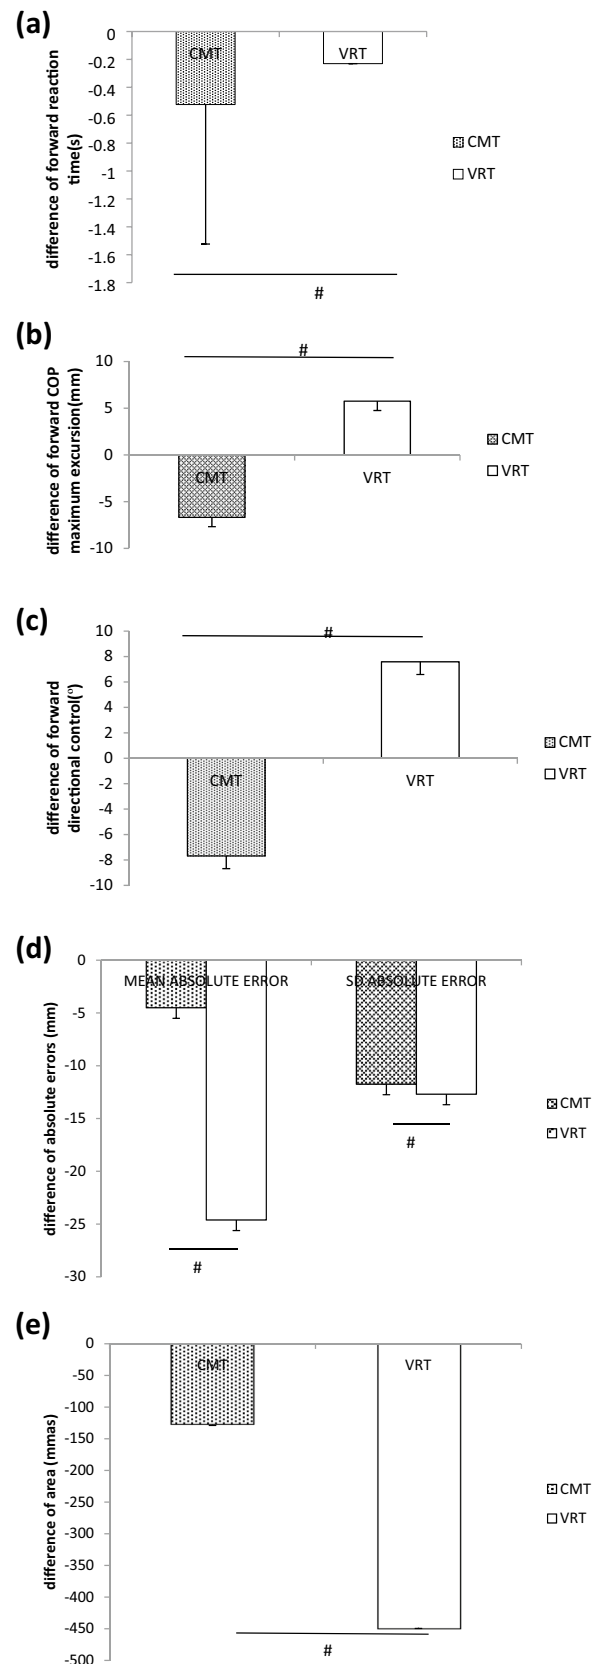 (a)
difference of forward reaction
time(s)
0
-0.2
-0.4
-0.6
-0.8
-1
-1.2
-1.4
-1.6
-1.8
CMT
VRT
CMT
VRT
#
(b)
difference of forward COP
maximum excursion(mm)
10
5
0
-5
-10
#
CMT
VRT
CMT
VRT
(c)
difference of forward
directional control(°)
10
8
6
4
2
0
-2
-4
-6
-8
-10
#
CMT
VRT
CMT
VRT
(d)
difference of absolute errors (mm)
0
-5
-10
-15
-20
-25
-30
MEAN ABSOLUTE ERROR
SD ABSOLUTE ERROR
CMT
VRT
#
#
(e)
difference of area (mmas)
0
-50
-100
-150
-200
-250
-300
-350
-400
-450
-500
CMT
VRT
CMT
VRT
#